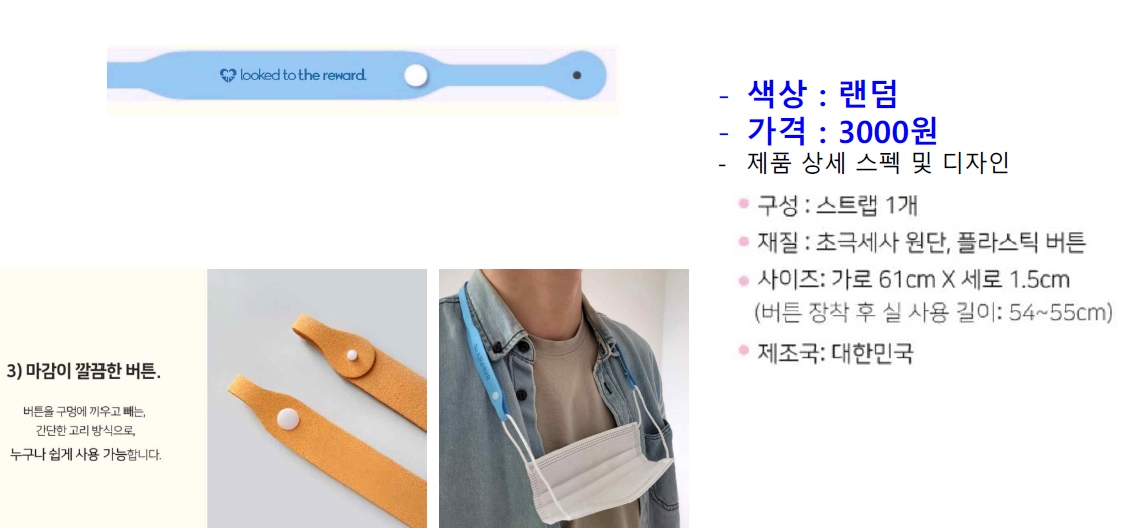 looked to the reward.
- 색상 : 랜덤
- 가격 : 3000원
- 제품 상세 스펙 및 디자인
• 구성 : 스트랩 1개
• 재질 : 초극세사 원단, 플라스틱 버튼
• 사이즈: 가로 61cm X 세로 1.5cm
(버튼 장착 후 실 사용 길이: 54~55cm)
• 제조국: 대한민국
3) 마감이 깔끔한 버튼.
버튼을 구멍에 끼우고 빼는,
간단한 고리 방식으로,
누구나 쉽게 사용 가능합니다.